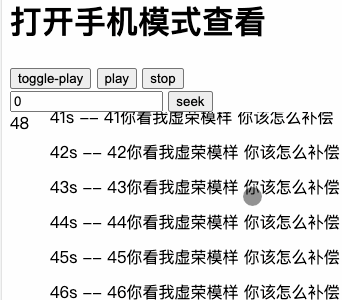 打开手机模式查看
toggle-play play stop
0 seek
48
41s -- 41你看我虚荣模样 你该怎么补偿
42s -- 42你看我虚荣模样 你该怎么补偿
43s -- 43你看我虚荣模样 你该怎么补偿
44s -- 44你看我虚荣模样 你该怎么补偿
45s -- 45你看我虚荣模样 你该怎么补偿
46s -- 46你看我虚荣模样 你该怎么补偿